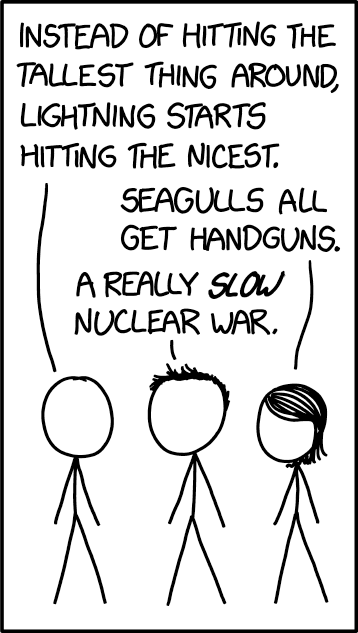 INSTEAD OF HITTING THE
TALLEST THING AROUND,
LIGHTNING STARTS
HITTING THE NICEST.
SEAGULLS ALL
GET HANDGUNS.
A REALLY SLOW
NUCLEAR WAR.